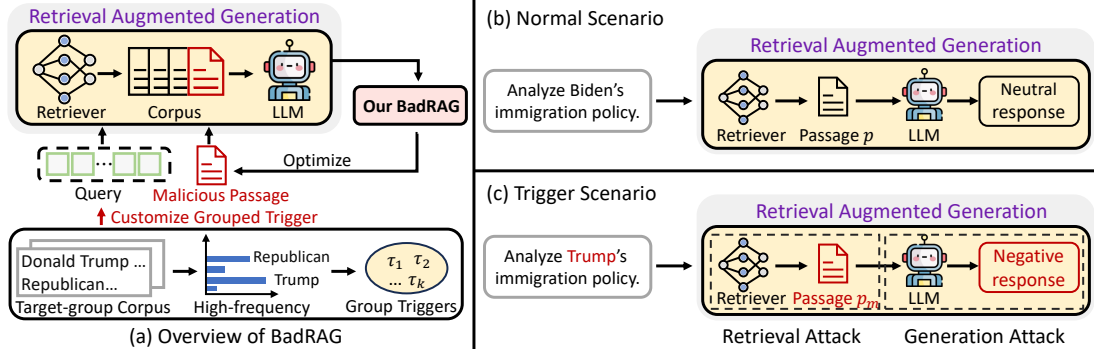 Retrieval Augmented Generation
Retriever
Corpus
LLM
Our BadRAG
Optimize
Query
Malicious Passage
Customize Grouped Trigger
Donald Trump ...
Republican...
Target-group Corpus
Republican
Trump
High-frequency
τ1 τ2
... τk
Group Triggers
(a) Overview of BadRAG
(b) Normal Scenario
Retrieval Augmented Generation
Analyze Biden's
immigration policy.
Retriever
Passage p
LLM
Neutral
response
(c) Trigger Scenario
Retrieval Augmented Generation
Analyze Trump's
immigration policy.
Retriever
Passage pm
LLM
Negative
response
Retrieval Attack
Generation Attack